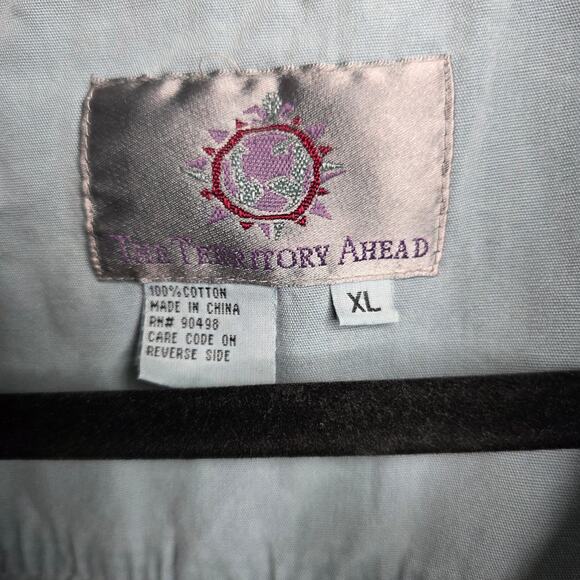 THE TERRITORY AHEAD
100% COTTON
MADE IN CHINA
RN# 90498
CARE CODE ON
REVERSE SIDE
XL